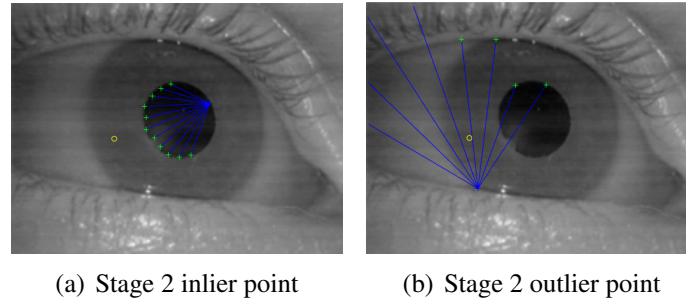 (a) Stage 2 inlier point
(b) Stage 2 outlier point